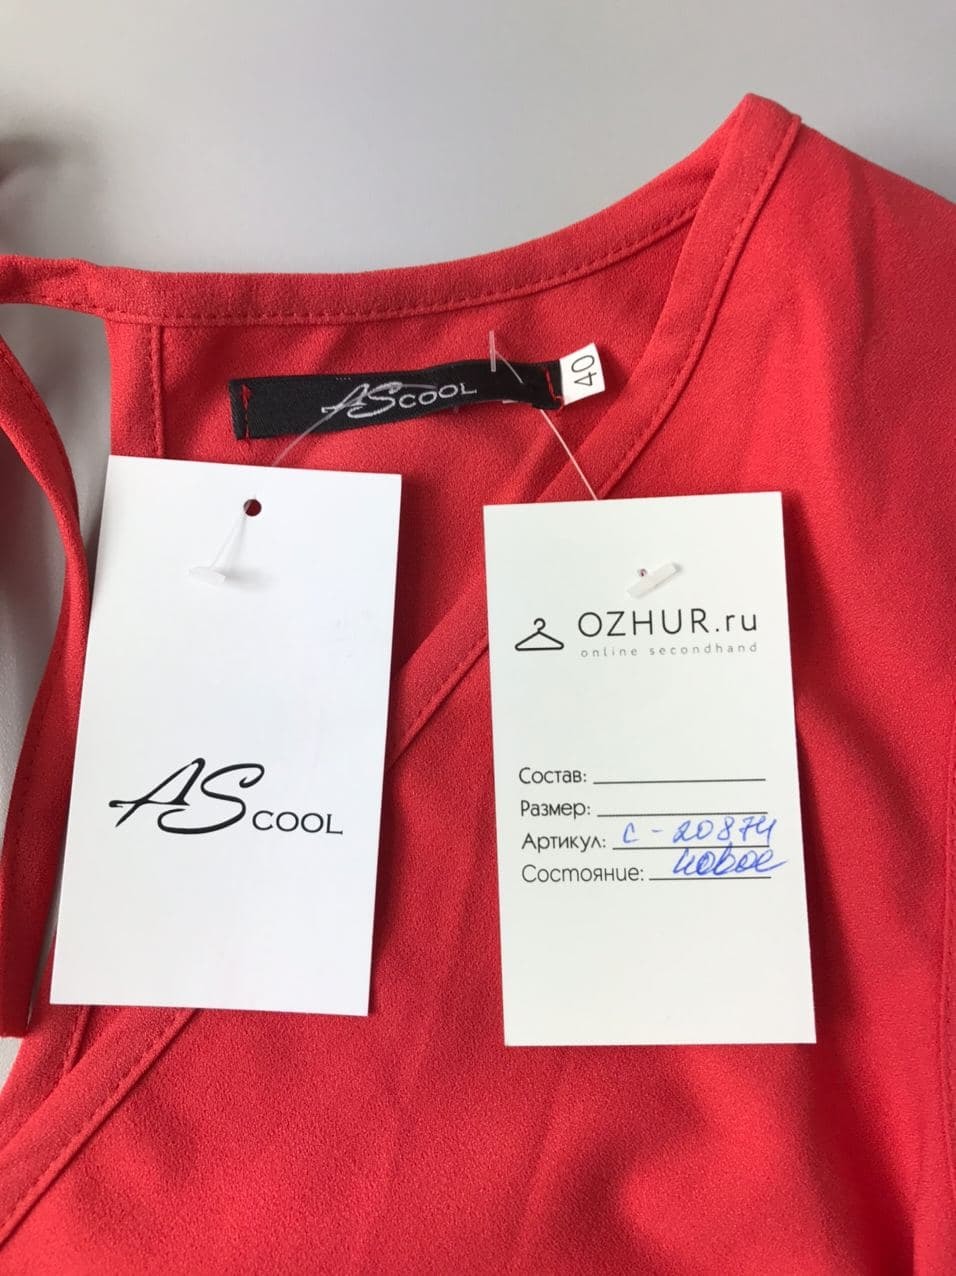 AS COOL
40
AS COOL
OZHUR.ru
online secondhand
Состав:
Размер:
Артикул: С - 20874
Состояние: новое